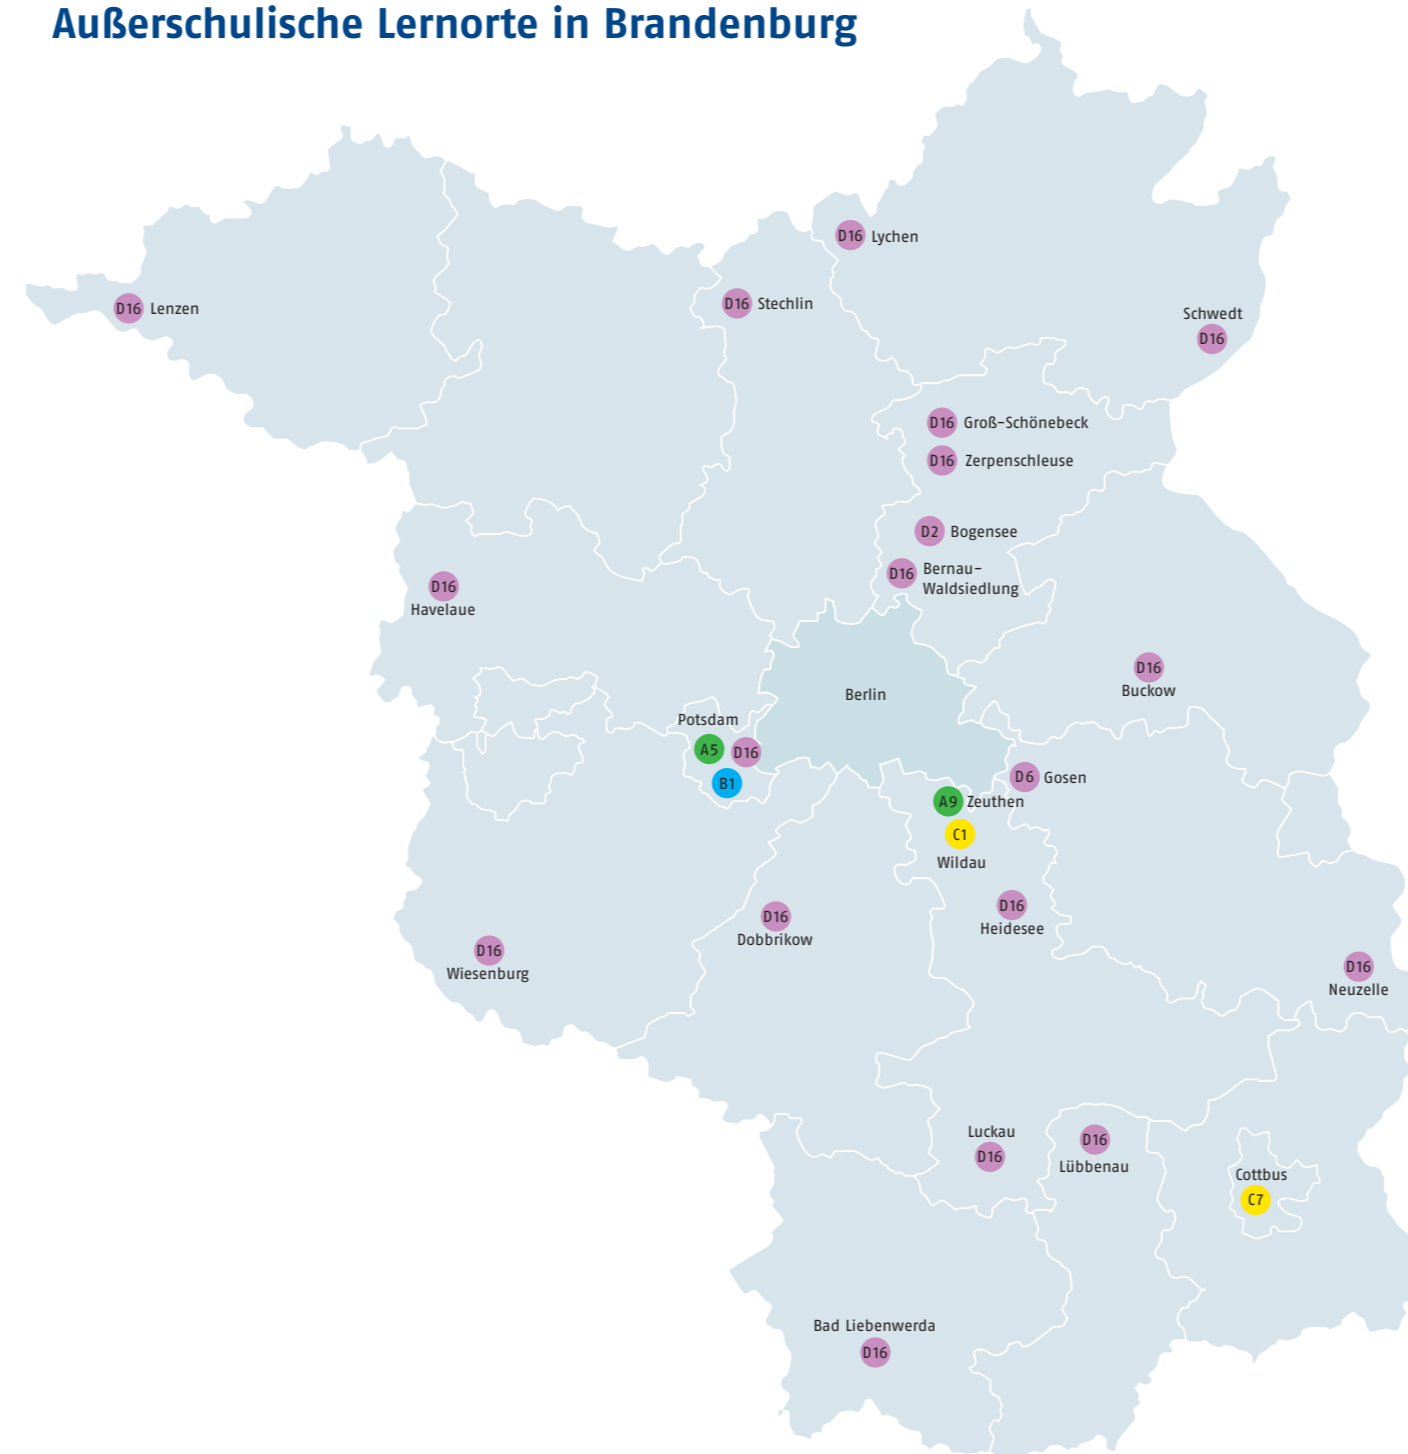 Außerschulische Lernorte in Brandenburg
D16 Lychen
D16 Lenzen
D16 Stechlin
Schwedt
D16
D16 Groß-Schönebeck
D16 Zerpenschleuse
D2 Bogensee
D16 Bernau-
Waldsiedlung
D16
Havelaue
D16
Buckow
Berlin
Potsdam
A5 D16
B1
D6 Gosen
A9 Zeuthen
C1
Wildau
D16
Heidesee
D16
Dobbrikow
D16
Wiesenburg
D16
Neuzelle
Luckau
D16
D16
Lübbenau
Cottbus
C7
Bad Liebenwerda
D16